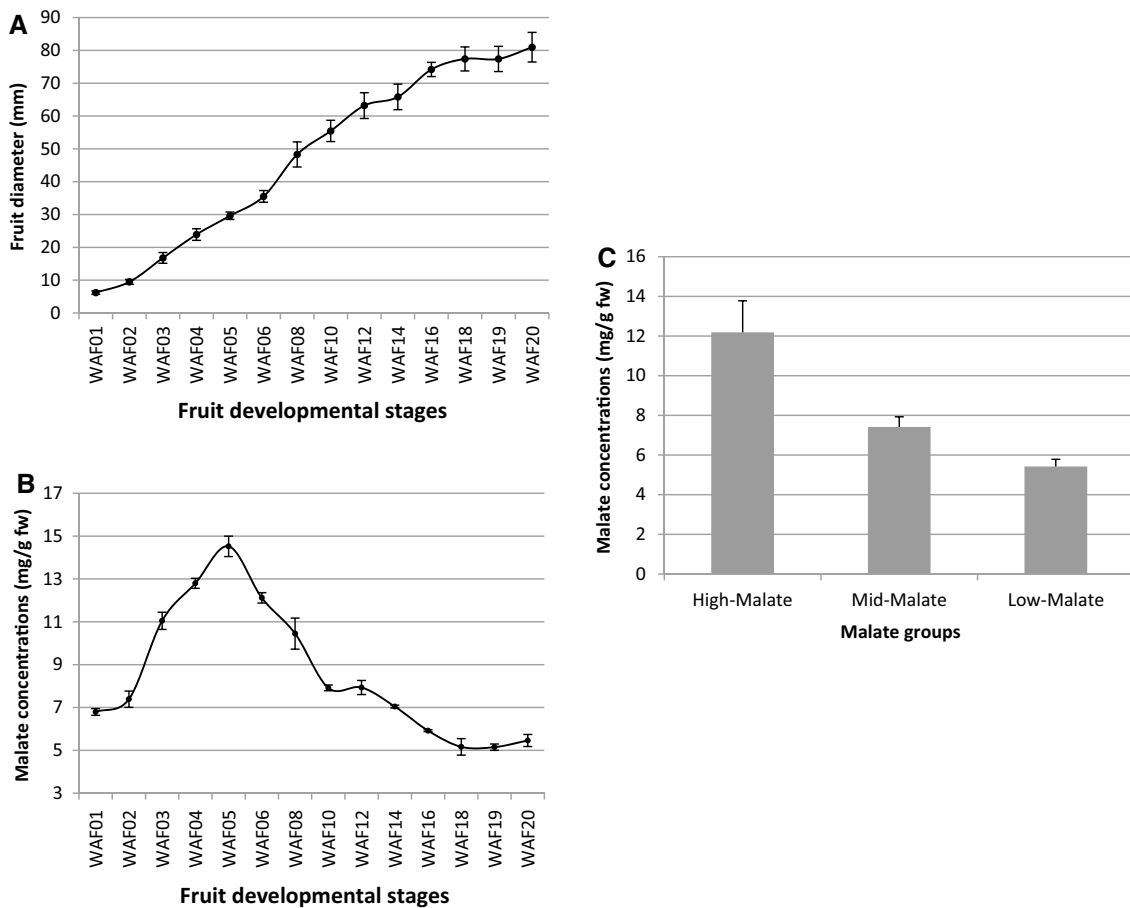 A
Fruit diameter (mm)
90
80
70
60
50
40
30
20
10
0
WAF01
WAF02
WAF03
WAF04
WAF05
WAF06
WAF08
WAF10
WAF12
WAF14
WAF16
WAF18
WAF19
WAF20
Fruit developmental stages
B
Malate concentrations (mg/g fw)
17
15
13
11
9
7
5
3
WAF01
WAF02
WAF03
WAF04
WAF05
WAF06
WAF08
WAF10
WAF12
WAF14
WAF16
WAF18
WAF19
WAF20
Fruit developmental stages
C
Malate concentrations (mg/g fw)
16
14
12
10
8
6
4
2
0
High-Malate
Mid-Malate
Low-Malate
Malate groups